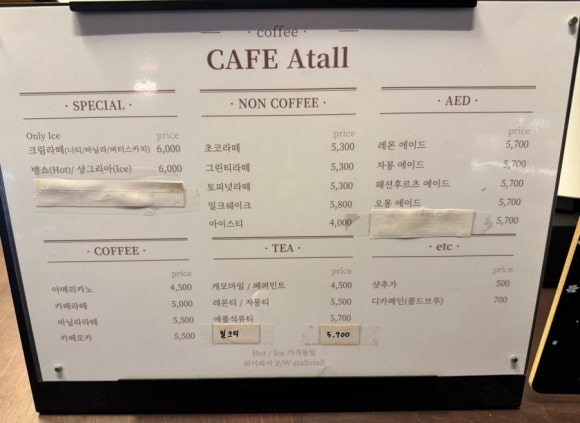 coffee
CAFE Atall
· SPECIAL ·
Only Ice price
크림라떼(너티/바닐라/버터스카치) 6,000
뱅쇼(Hot)/ 샹그리아(Ice) 6,000
· NON COFFEE ·
price
초코라떼 5,300
그린티라떼 5,300
토피넛라떼 5,300
밀크쉐이크 5,800
아이스티 4,000
· AED ·
price
레몬 에이드 5,700
자몽 에이드 5,700
패션후르츠 에이드 5,700
오몽 에이드 5,700
5,700
· COFFEE ·
price
아메리카노 4,500
카페라떼 5,000
바닐라라떼 5,500
카페모카 5,500
· TEA ·
price
캐모마일 / 페퍼민트 4,500
레몬티 / 자몽티 5,500
애플석류티 5,700
밀크티 5,700
Hot / Ice 가격동일
와이파이 P/W atallatall
· etc ·
price
샷추가 500
디카페인(콜드브루) 700